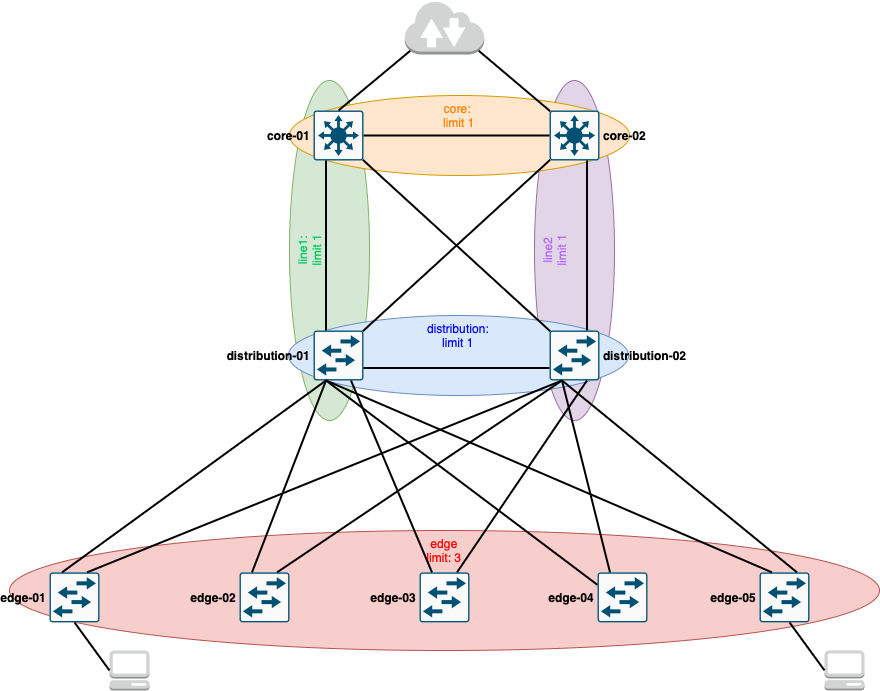 core:
limit 1
core-01
core-02
line1:
limit 1
line2
limit 1
distribution:
limit 1
distribution-01
distribution-02
edge
limit: 3
edge-01
edge-02
edge-03
edge-04
edge-05